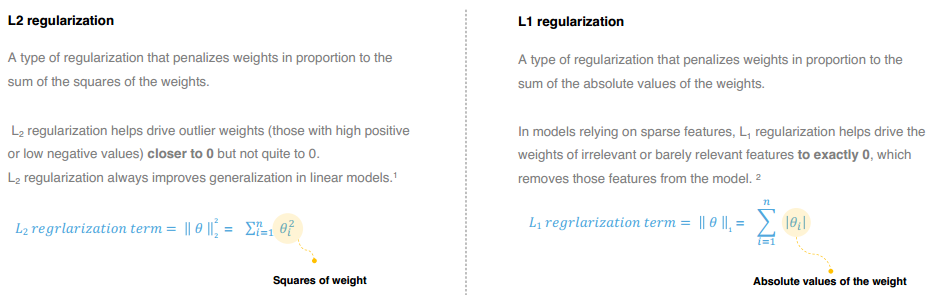 L2 regularization
A type of regularization that penalizes weights in proportion to the
sum of the squares of the weights.
L₂ regularization helps drive outlier weights (those with high positive
or low negative values) closer to 0 but not quite to 0.
L₂ regularization always improves generalization in linear models.¹
L₂ regrlarization term = ‖ θ ‖₂² = ∑ⁿᵢ₌₁ θᵢ²
Squares of weight
L1 regularization
A type of regularization that penalizes weights in proportion to the
sum of the absolute values of the weights.
In models relying on sparse features, L₁ regularization helps drive the
weights of irrelevant or barely relevant features to exactly 0, which
removes those features from the model. ²
L₁ regrlarization term = ‖ θ ‖₁ = ∑ⁿᵢ₌₁ |θᵢ|
Absolute values of the weight